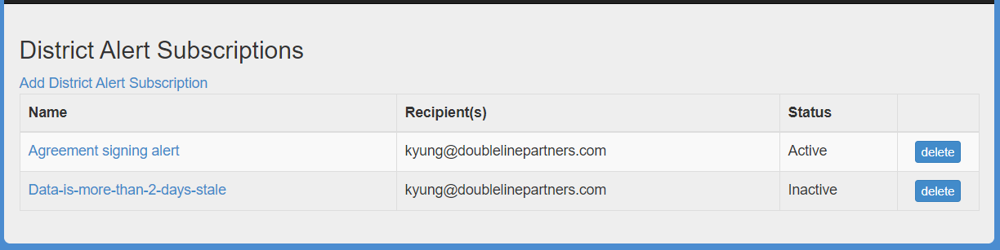 District Alert Subscriptions
Add District Alert Subscription
Name Recipient(s) Status
Agreement signing alert kyung@doublelinepartners.com Active delete
Data-is-more-than-2-days-stale kyung@doublelinepartners.com Inactive delete